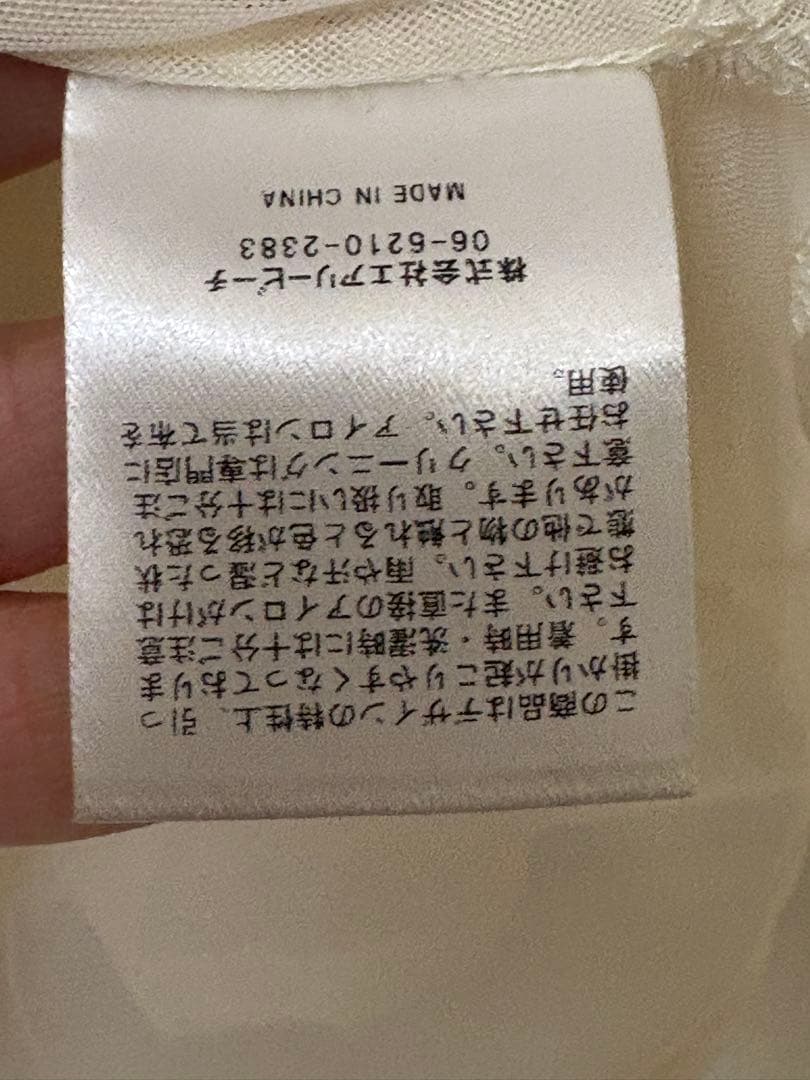 この商品はデザインの特性上、引っ
掛かりが起こりやすくなっておりま
す。着用時・洗濯時には十分ご注意
下さい。また直接のアイロンがけは
お避け下さい。雨や汗など湿った状
態で他の物と触れると色が移る恐れ
があります。取り扱いには十分ご注
意下さい。クリーニングは専門店に
お任せ下さい。アイロンは当て布を
使用。
株式会社エアリービーチ
06-6210-2383
MADE IN CHINA